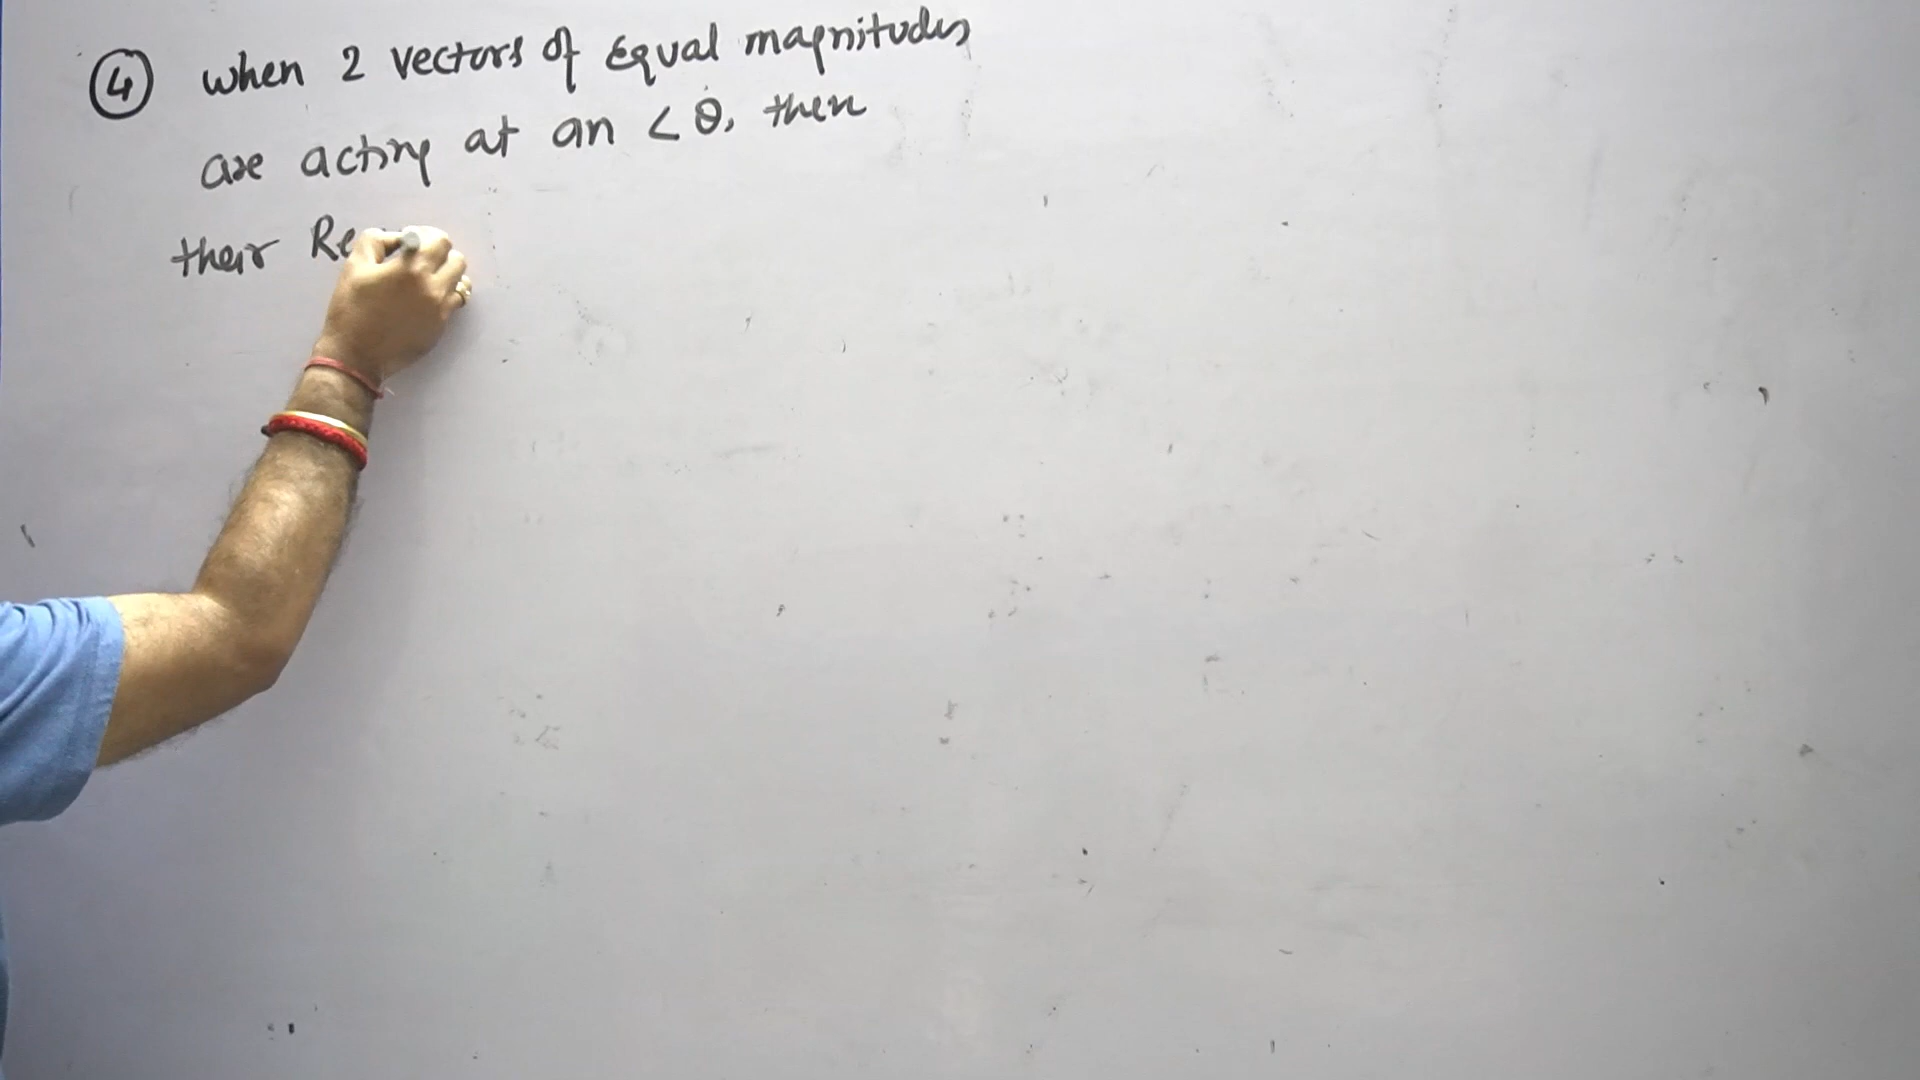 ④ when 2 vectors of Equal magnitudes
are acting at an < θ, then
their Re